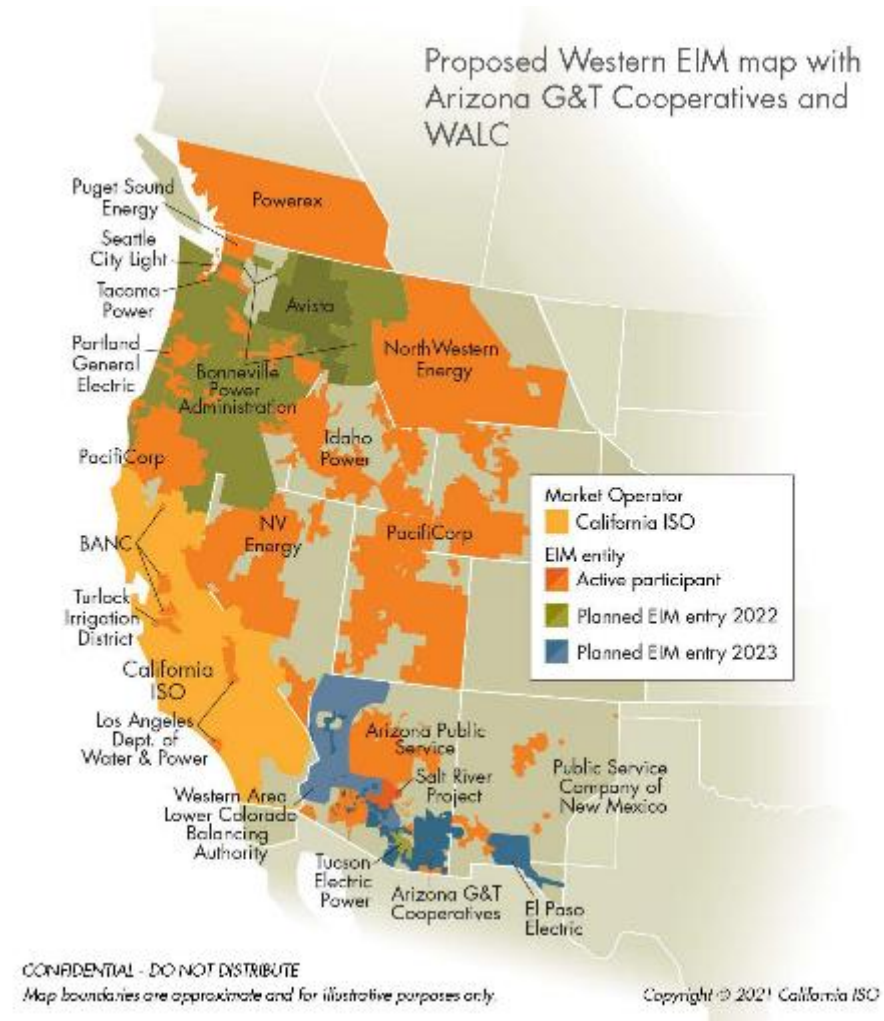 Proposed Western EIM map with
Arizona G&T Cooperatives and
WALC
Puget Sound
Energy
Powerex
Seattle
City Light
Tacoma
Power
Avista
Portland
General
Electric
Bonneville
Power
Administration
NorthWestern
Energy
PacifiCorp
Idaho
Power
Market Operator
California ISO
EIM entity
Active participant
Planned EIM entry 2022
Planned EIM entry 2023
BANC
NV
Energy
PacifiCorp
Turlock
Irrigation
District
California
ISO
Los Angeles
Dept. of
Water & Power
Arizona Public
Service
Salt River
Project
Public Service
Company of
New Mexico
Western Area
Lower Colorado
Balancing
Authority
Tucson
Electric
Power
Arizona G&T
Cooperatives
El Paso
Electric
CONFIDENTIAL - DO NOT DISTRIBUTE
Map boundaries are approximate and for illustrative purposes only.
Copyright © 2021 California ISO